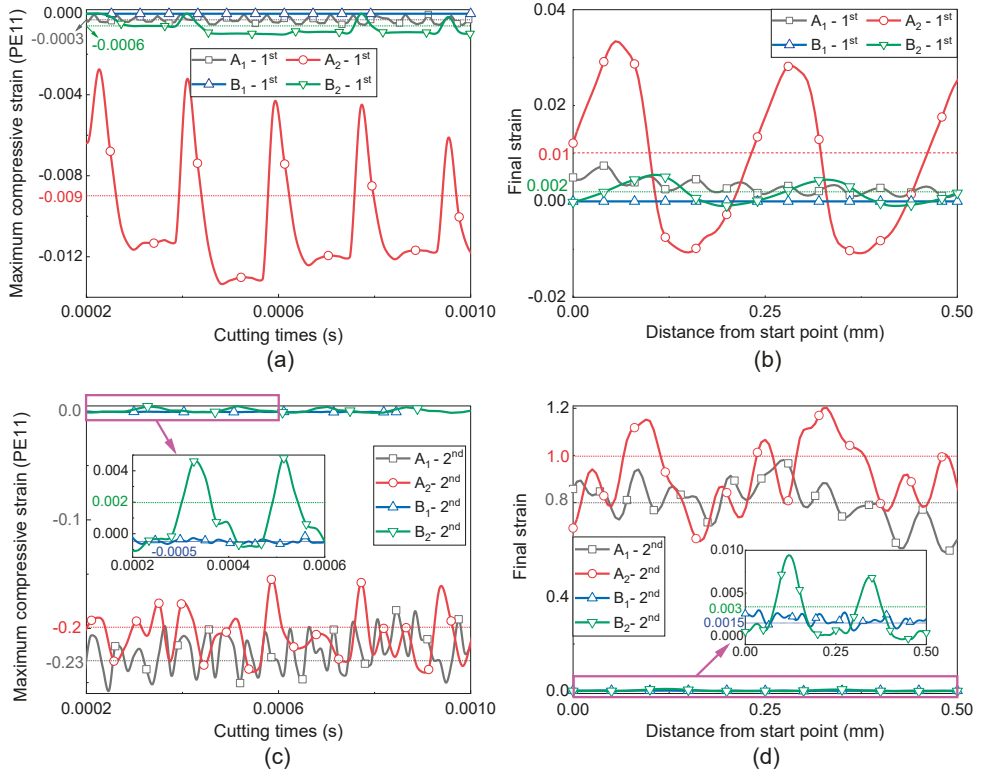 Maximum compressive strain (PE11)
0.000
-0.0003
-0.0006
-0.004
-0.008
-0.009
-0.012
A₁ - 1ˢᵗ
A₂ - 1ˢᵗ
B₁ - 1ˢᵗ
B₂ - 1ˢᵗ
0.0002
0.0006
0.0010
Cutting times (s)
(a)
Final strain
0.04
0.02
0.01
0.002
0.00
-0.02
A₁ - 1ˢᵗ
A₂ - 1ˢᵗ
B₁ - 1ˢᵗ
B₂ - 1ˢᵗ
0.00
0.25
0.50
Distance from start point (mm)
(b)
Maximum compressive strain (PE11)
0.0
-0.1
-0.2
-0.23
0.004
0.002
0.000
-0.0005
0.0002
0.0004
0.0006
A₁ - 2ⁿᵈ
A₂ - 2ⁿᵈ
B₁ - 2ⁿᵈ
B₂ - 2ⁿᵈ
0.0002
0.0006
0.0010
Cutting times (s)
(c)
Final strain
1.2
1.0
0.8
0.4
0.0
A₁ - 2ⁿᵈ
A₂ - 2ⁿᵈ
B₁ - 2ⁿᵈ
B₂ - 2ⁿᵈ
0.010
0.005
0.003
0.0015
0.000
0.00
0.25
0.50
0.00
0.25
0.50
Distance from start point (mm)
(d)